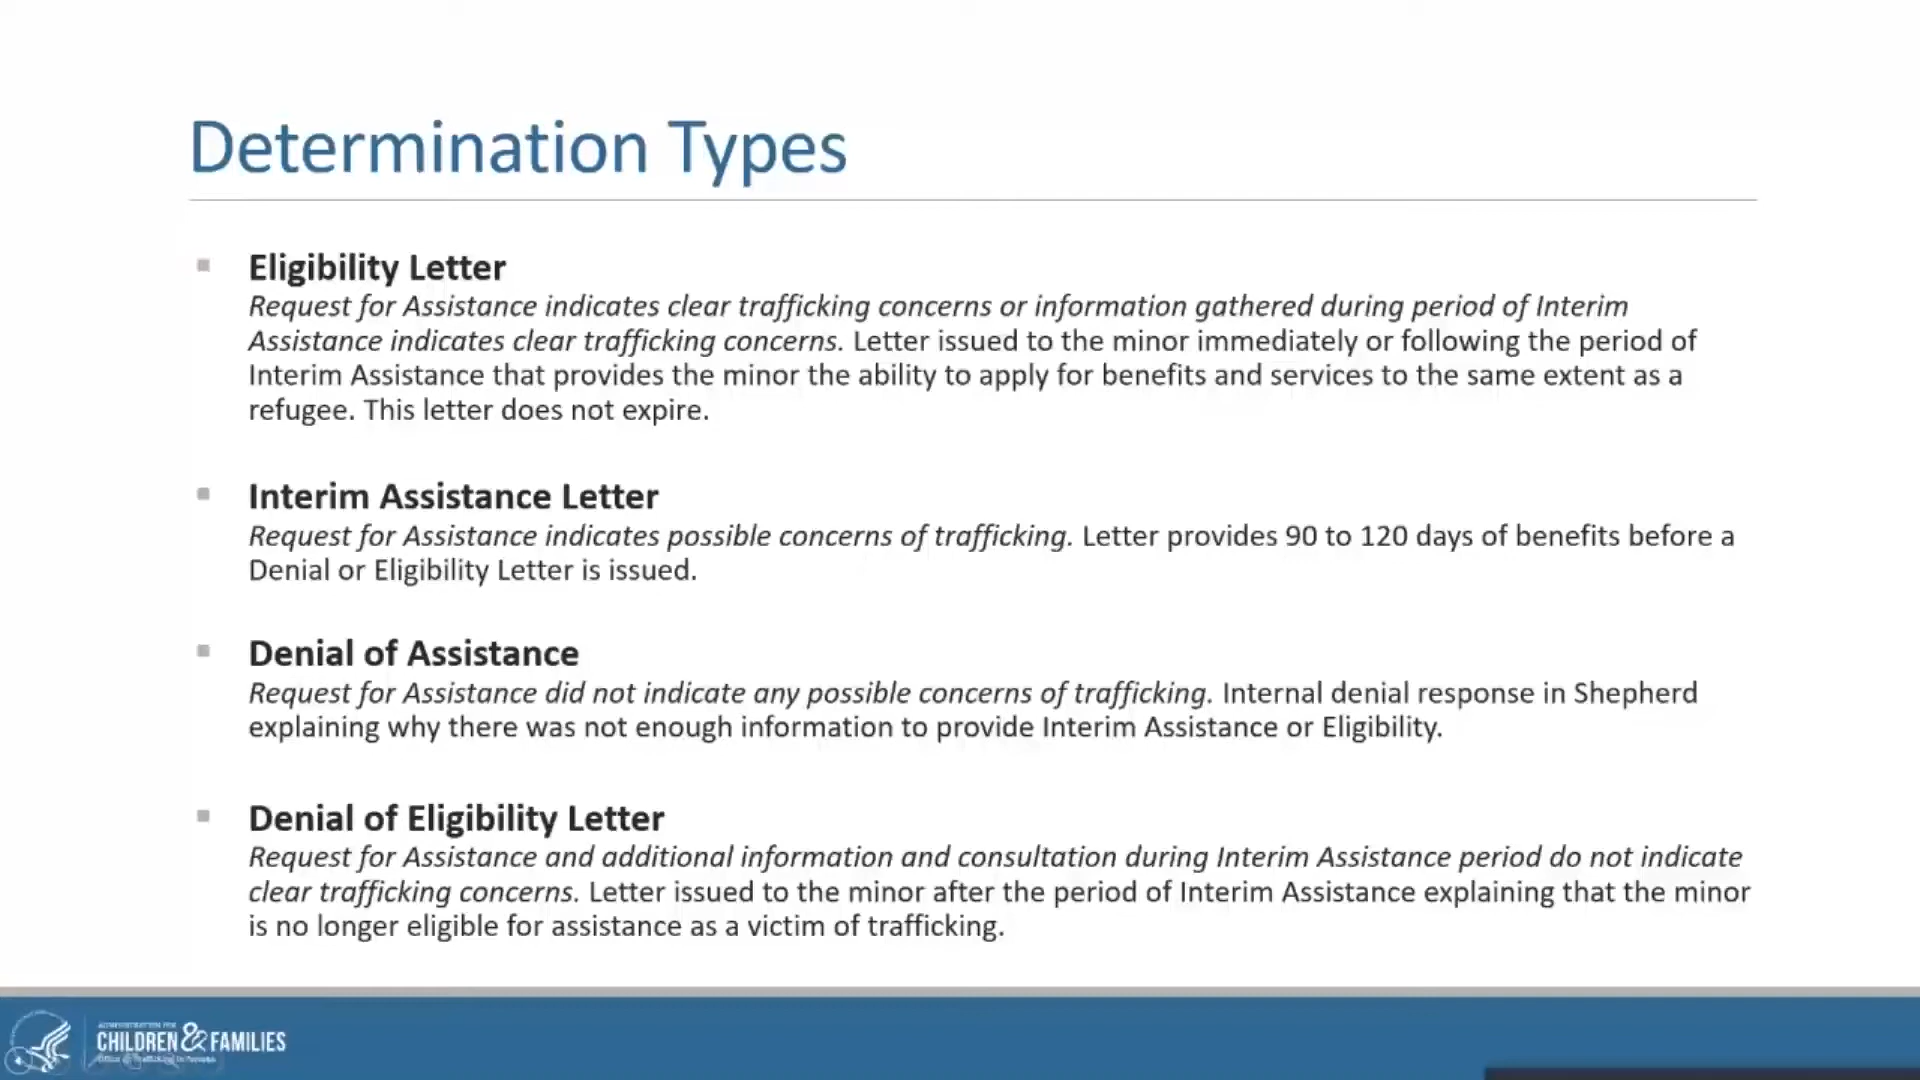 Determination Types
Eligibility Letter
Request for Assistance indicates clear trafficking concerns or information gathered during period of Interim
Assistance indicates clear trafficking concerns. Letter issued to the minor immediately or following the period of
Interim Assistance that provides the minor the ability to apply for benefits and services to the same extent as a
refugee. This letter does not expire.
Interim Assistance Letter
Request for Assistance indicates possible concerns of trafficking. Letter provides 90 to 120 days of benefits before a
Denial or Eligibility Letter is issued.
Denial of Assistance
Request for Assistance did not indicate any possible concerns of trafficking. Internal denial response in Shepherd
explaining why there was not enough information to provide Interim Assistance or Eligibility.
Denial of Eligibility Letter
Request for Assistance and additional information and consultation during Interim Assistance period do not indicate
clear trafficking concerns. Letter issued to the minor after the period of Interim Assistance explaining that the minor
is no longer eligible for assistance as a victim of trafficking.
ADMINISTRATION FOR
CHILDREN & FAMILIES
Office